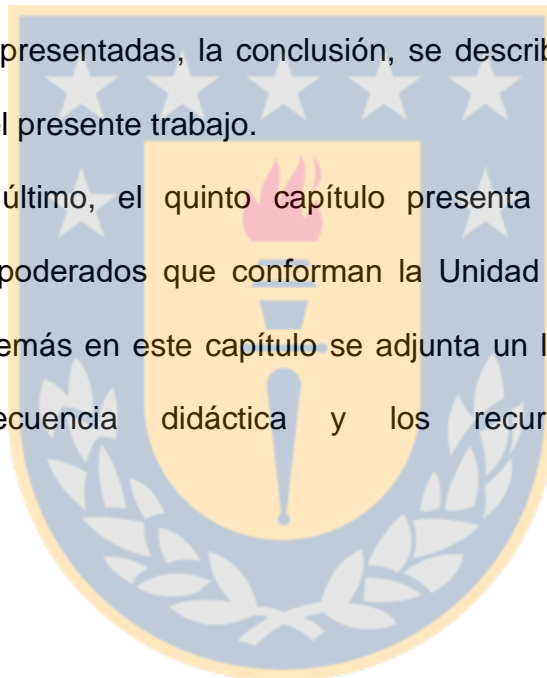 presentadas, la conclusión, se describ
el presente trabajo.
último, el quinto capítulo presenta
poderados que conforman la Unidad
emás en este capítulo se adjunta un l
ecuencia didáctica y los recur